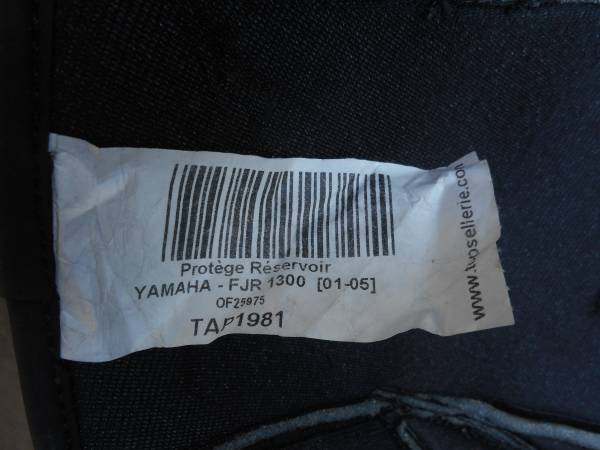 Protège Réservoir
YAMAHA - FJR 1300 [01-05]
OF25975
TAP1981